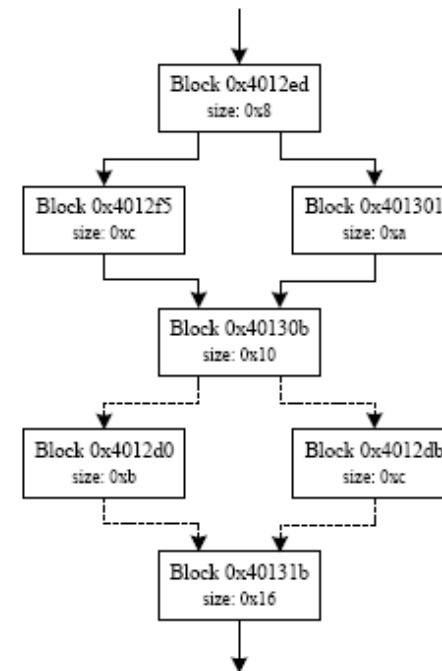 Block 0x4012ed
size: 0x8
Block 0x4012f5
size: 0xc
Block 0x401301
size: 0xa
Block 0x40130b
size: 0x10
Block 0x4012d0
size: 0xb
Block 0x4012db
size: 0xc
Block 0x40131b
size: 0x16